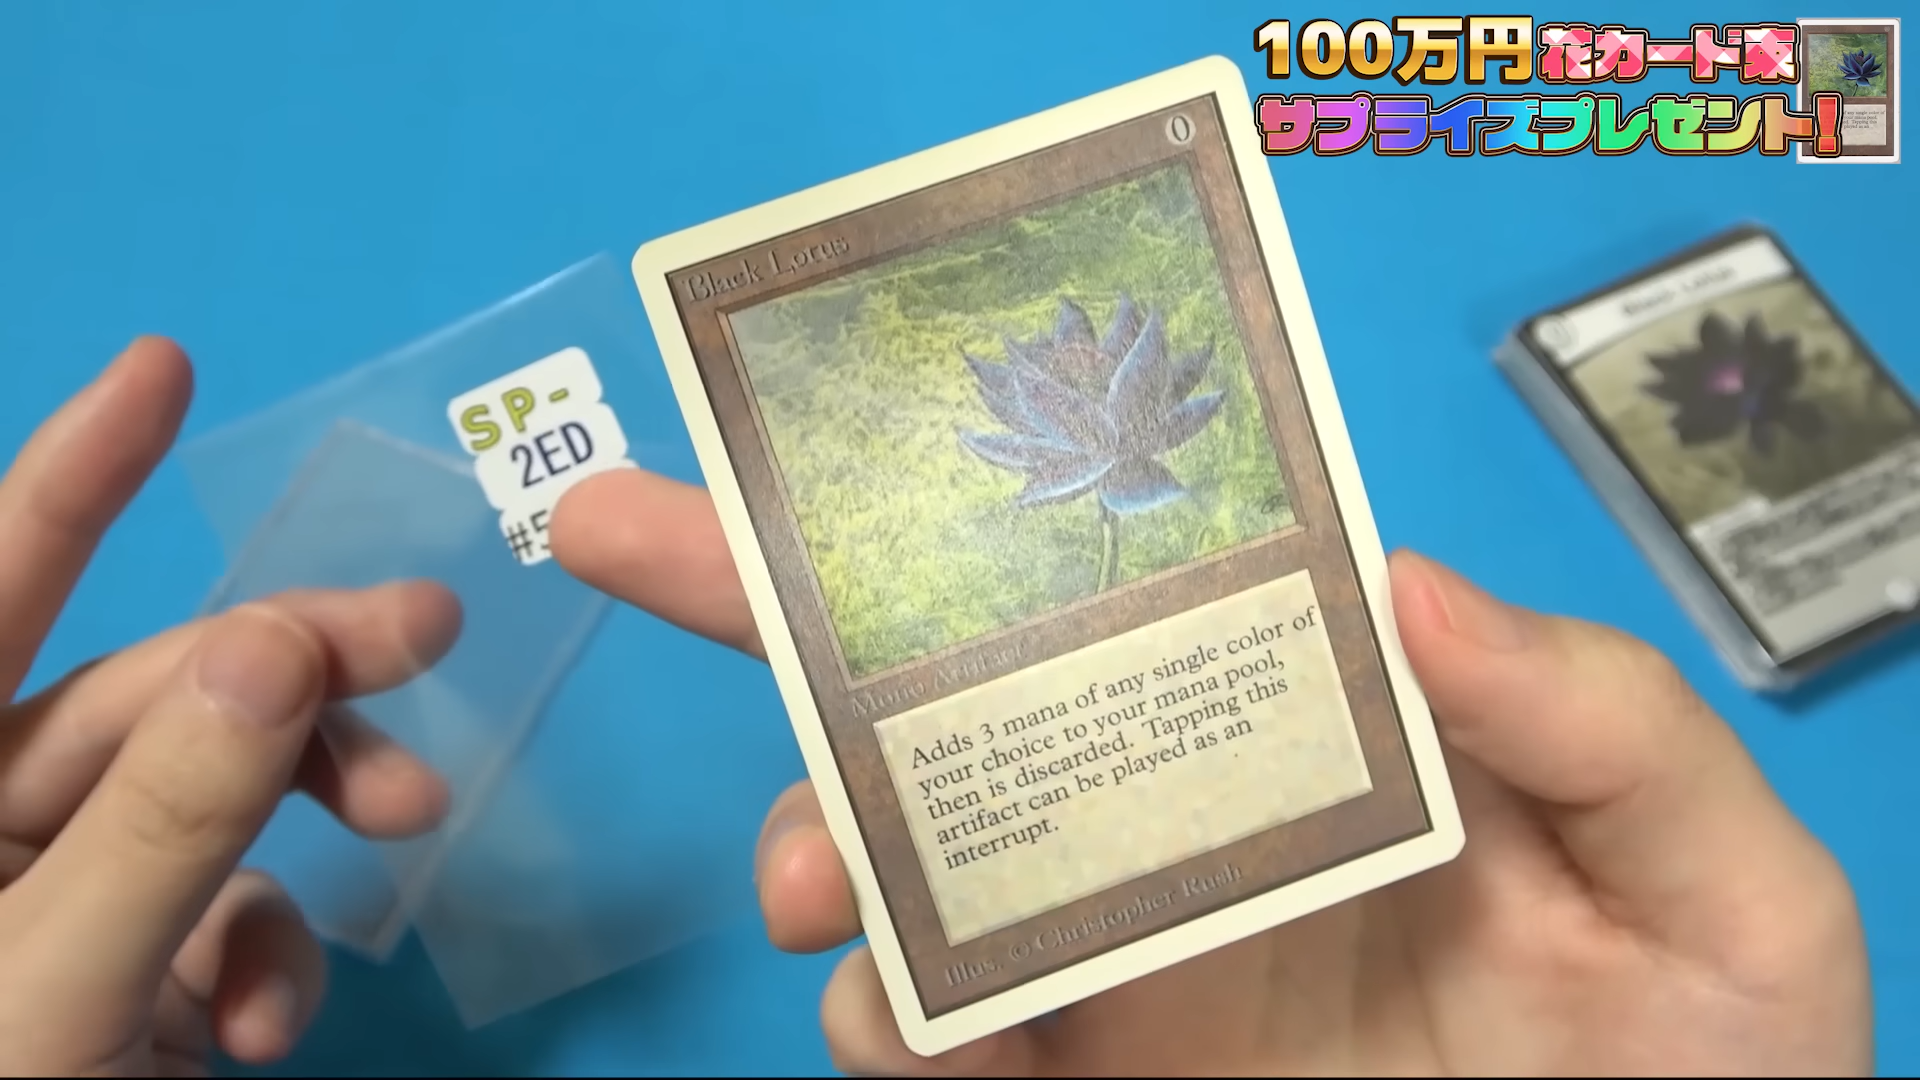 100万円花カード束
サプライズプレゼント!
SP-
2ED
#5
Black Lotus
0
Mono Artifact
Adds 3 mana of any single color of
your choice to your mana pool,
then is discarded. Tapping this
artifact can be played as an
interrupt.
Illus. © Christopher Rush